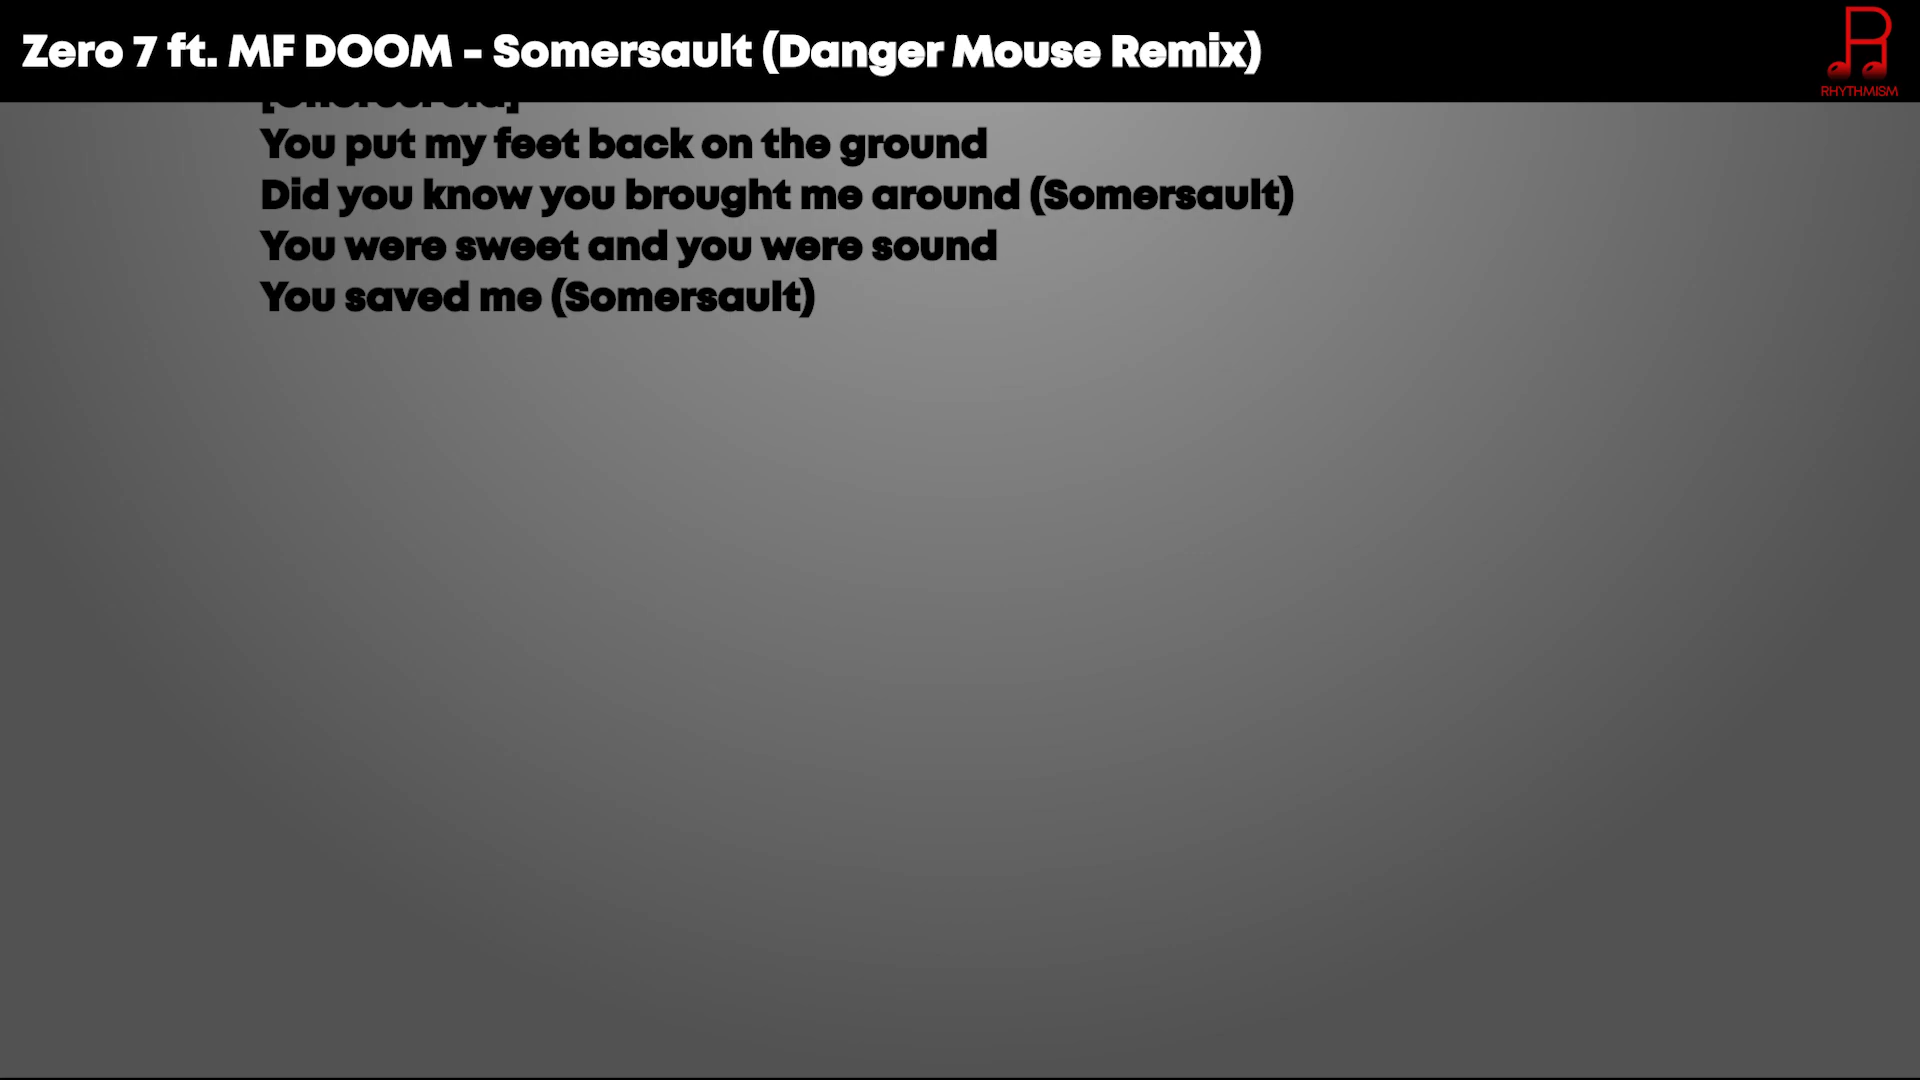 Zero 7 ft. MF DOOM - Somersault (Danger Mouse Remix)
RHYTHMISM
You put my feet back on the ground
Did you know you brought me around (Somersault)
You were sweet and you were sound
You saved me (Somersault)